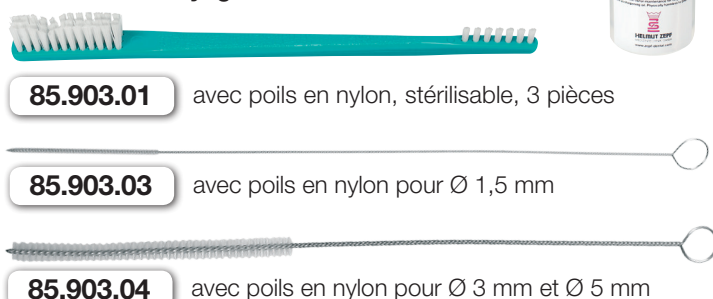 HELMUT ZEPF
85.903.01 avec poils en nylon, stérilisable, 3 pièces
85.903.03 avec poils en nylon pour Ø 1,5 mm
85.903.04 avec poils en nylon pour Ø 3 mm et Ø 5 mm